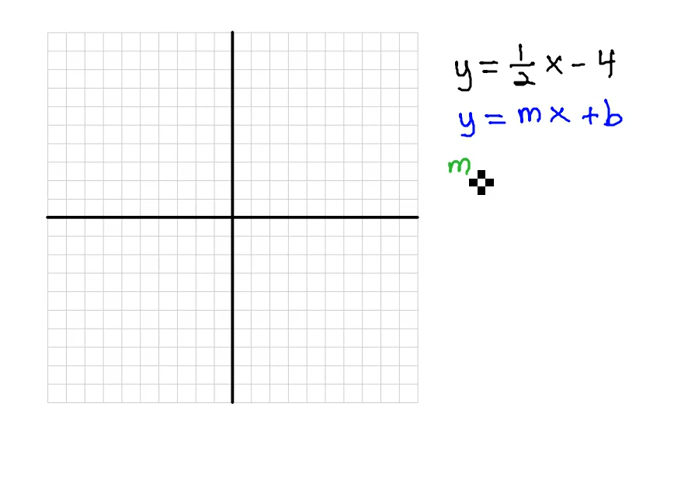 y = 1/2 x - 4
y = mx + b
m